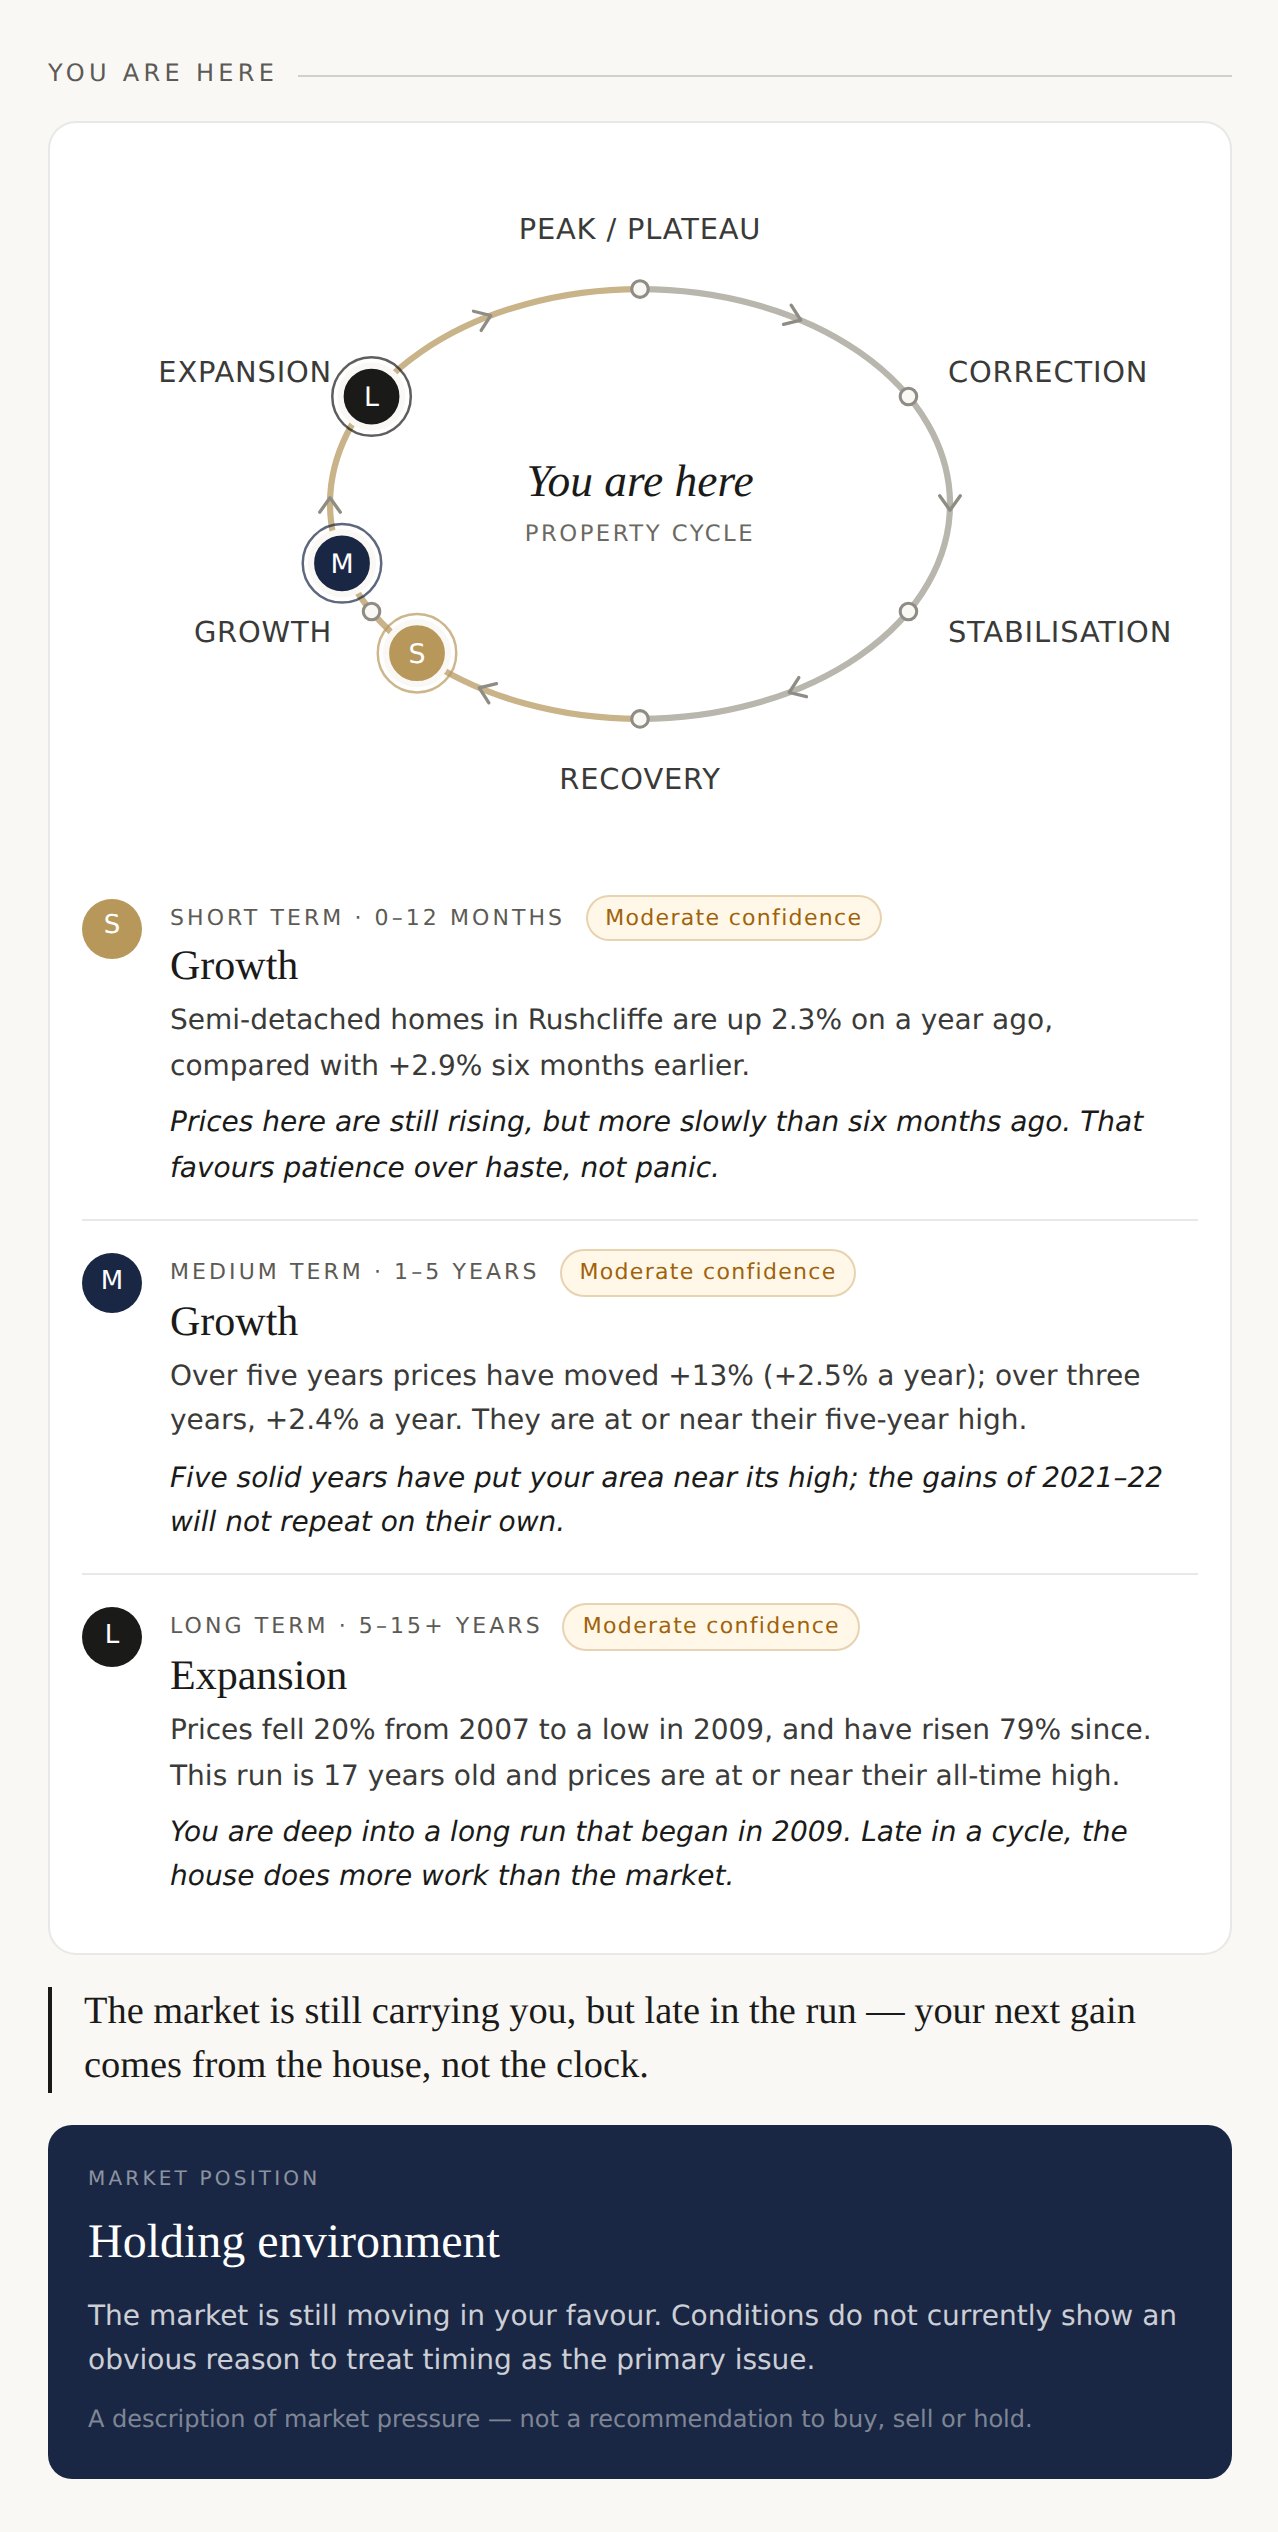 YOU ARE HERE
PEAK / PLATEAU
EXPANSION
CORRECTION
L
You are here
PROPERTY CYCLE
M
GROWTH
STABILISATION
S
RECOVERY
S
SHORT TERM · 0–12 MONTHS
Moderate confidence
Growth
Semi-detached homes in Rushcliffe are up 2.3% on a year ago,
compared with +2.9% six months earlier.
Prices here are still rising, but more slowly than six months ago. That
favours patience over haste, not panic.
M
MEDIUM TERM · 1–5 YEARS
Moderate confidence
Growth
Over five years prices have moved +13% (+2.5% a year); over three
years, +2.4% a year. They are at or near their five-year high.
Five solid years have put your area near its high; the gains of 2021–22
will not repeat on their own.
L
LONG TERM · 5–15+ YEARS
Moderate confidence
Expansion
Prices fell 20% from 2007 to a low in 2009, and have risen 79% since.
This run is 17 years old and prices are at or near their all-time high.
You are deep into a long run that began in 2009. Late in a cycle, the
house does more work than the market.
The market is still carrying you, but late in the run — your next gain
comes from the house, not the clock.
MARKET POSITION
Holding environment
The market is still moving in your favour. Conditions do not currently show an
obvious reason to treat timing as the primary issue.
A description of market pressure — not a recommendation to buy, sell or hold.